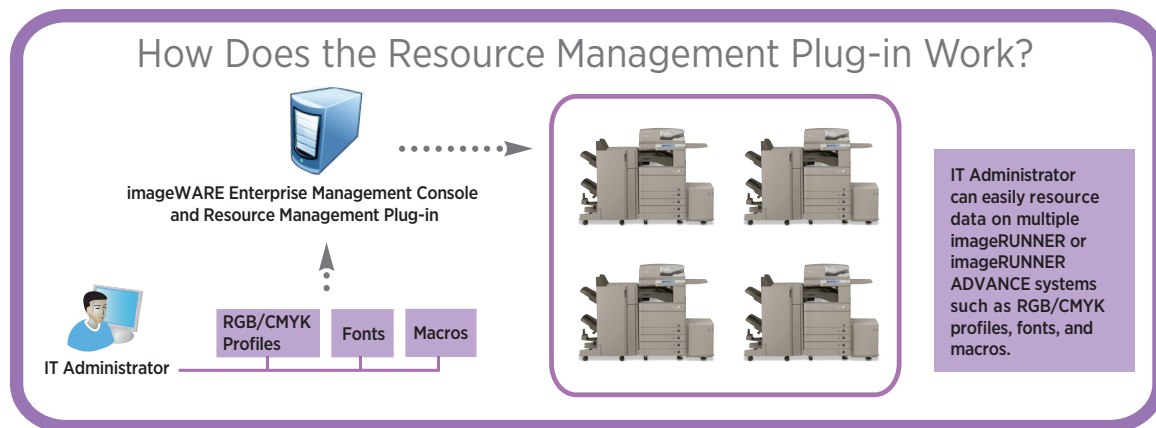 How Does the Resource Management Plug-in Work?
imageWARE Enterprise Management Console
and Resource Management Plug-in
IT Administrator
RGB/CMYK
Profiles
Fonts
Macros
IT Administrator
can easily resource
data on multiple
imageRUNNER or
imageRUNNER
ADVANCE systems
such as RGB/CMYK
profiles, fonts, and
macros.